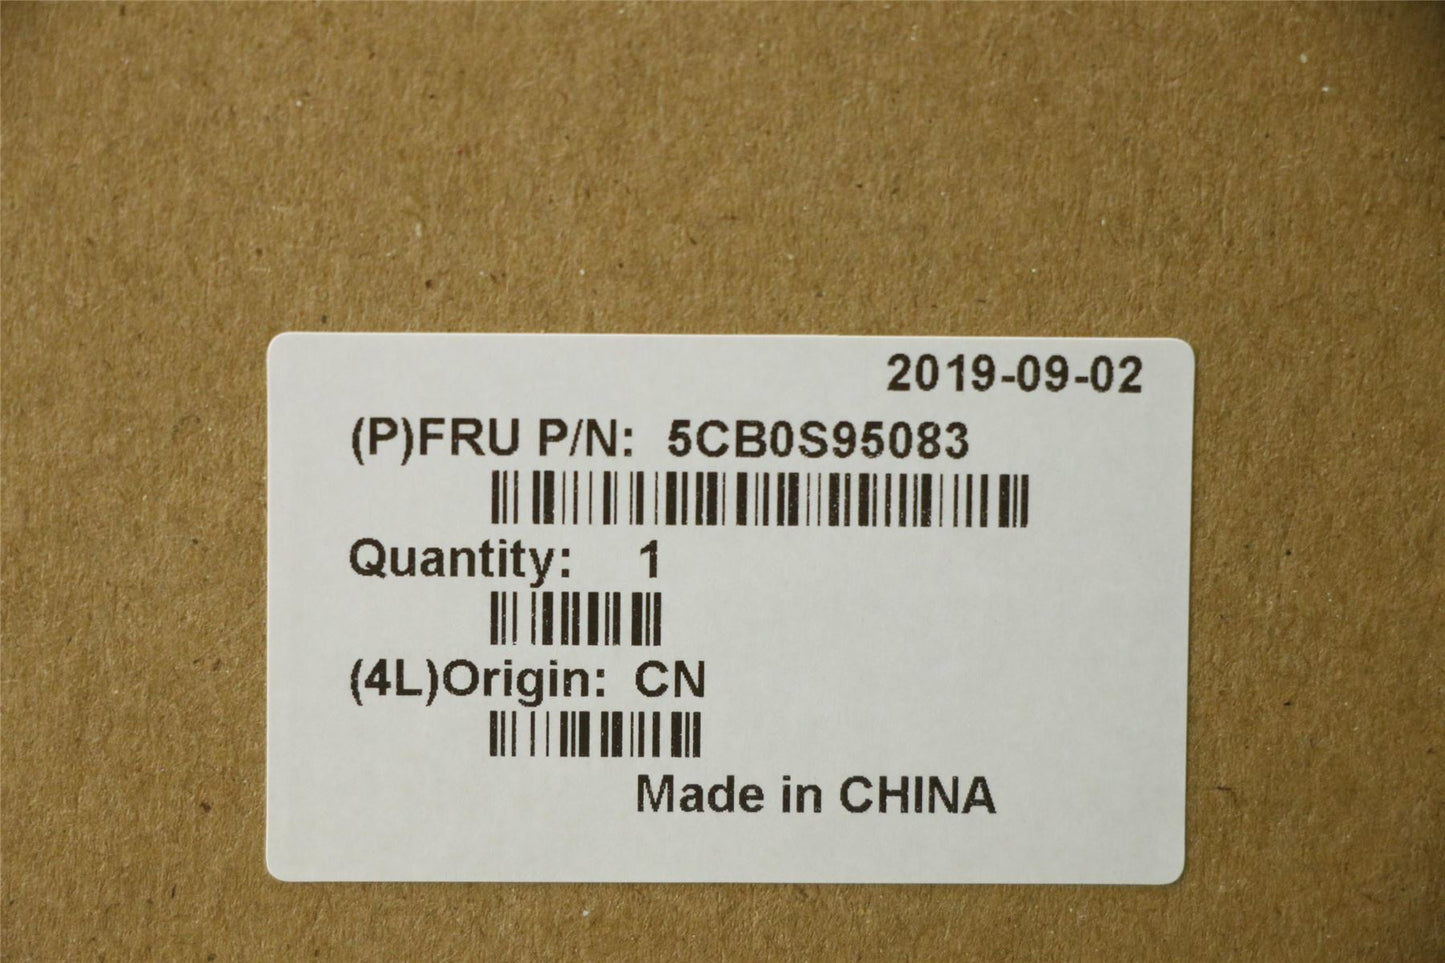 2019-09-02
(P)FRU P/N: 5CB0S95083
Quantity: 1
(4L)Origin: CN
Made in CHINA